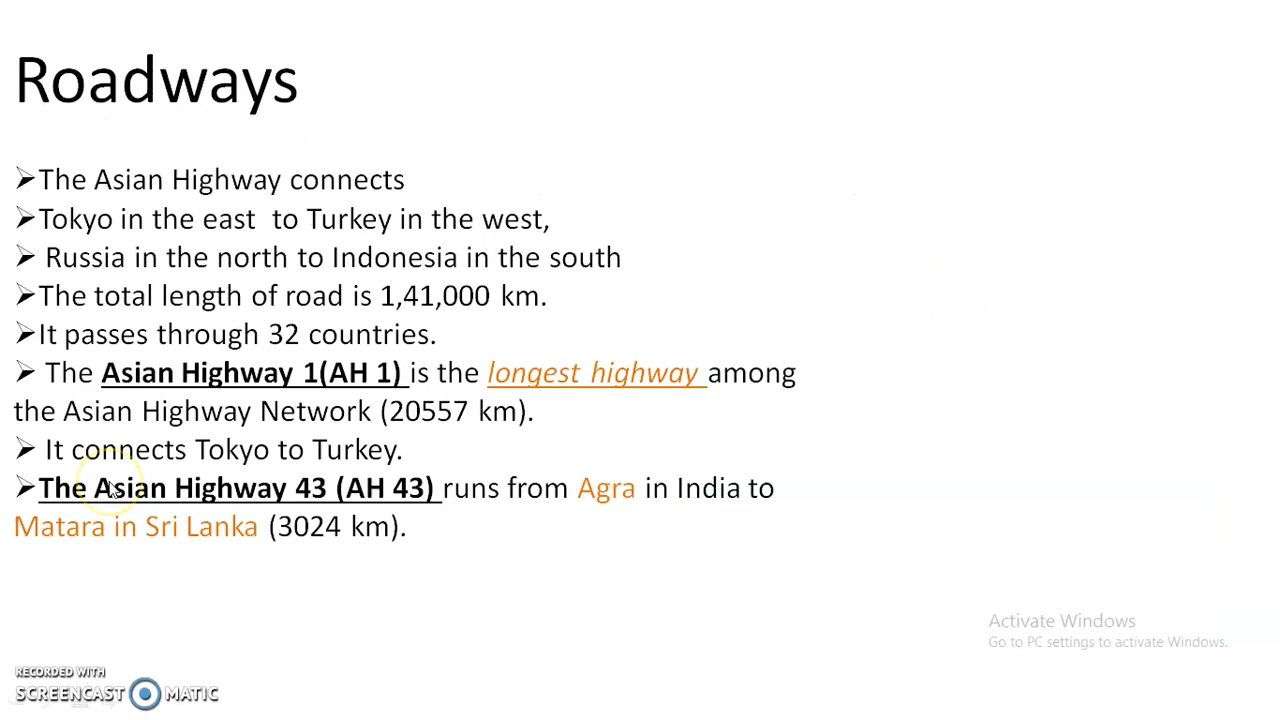 Roadways
➢The Asian Highway connects
➢Tokyo in the east to Turkey in the west,
➢ Russia in the north to Indonesia in the south
➢The total length of road is 1,41,000 km.
➢It passes through 32 countries.
➢ The Asian Highway 1(AH 1) is the longest highway among
the Asian Highway Network (20557 km).
➢ It connects Tokyo to Turkey.
➢The Asian Highway 43 (AH 43) runs from Agra in India to
Matara in Sri Lanka (3024 km).
Activate Windows
Go to PC settings to activate Windows.
RECORDED WITH
SCREENCAST MATIC